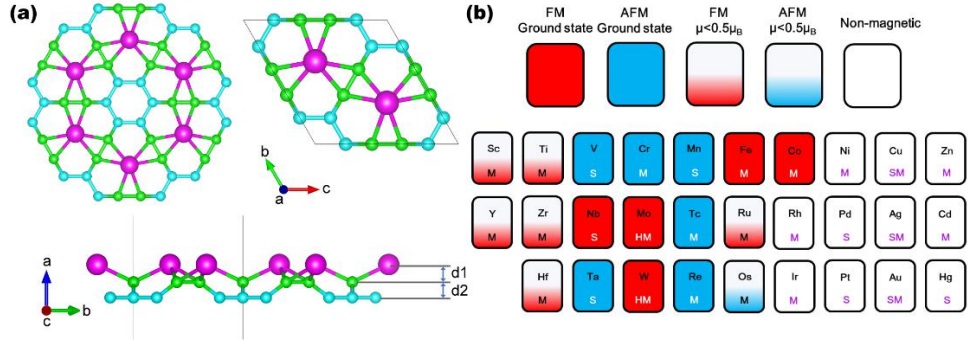 (a)
b
c
a
a
b
c
d1
d2
(b)
FM
Ground state
AFM
Ground state
FM
μ<0.5μB
AFM
μ<0.5μB
Non-magnetic
Sc Ti V Cr Mn Fe Co Ni Cu Zn
M M S M S M M M SM M
Y Zr Nb Mo Tc Ru Rh Pd Ag Cd
M M S HM M M M S SM M
Hf Ta W Re Os Ir Pt Au Hg
M S HM M M M S SM S